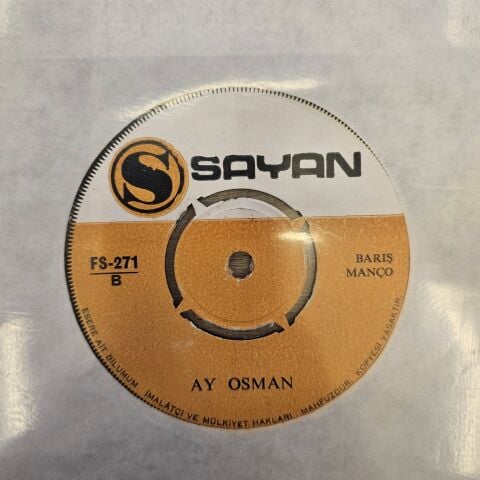 S SAYAN
FS-271
B
BARIŞ
MANÇO
AY OSMAN
ESERE AİT BİLUMUM İMALATÇI VE MÜLKİYET HAKLARI MAHFUZDUR. KOPYESİ YASAKTIR.